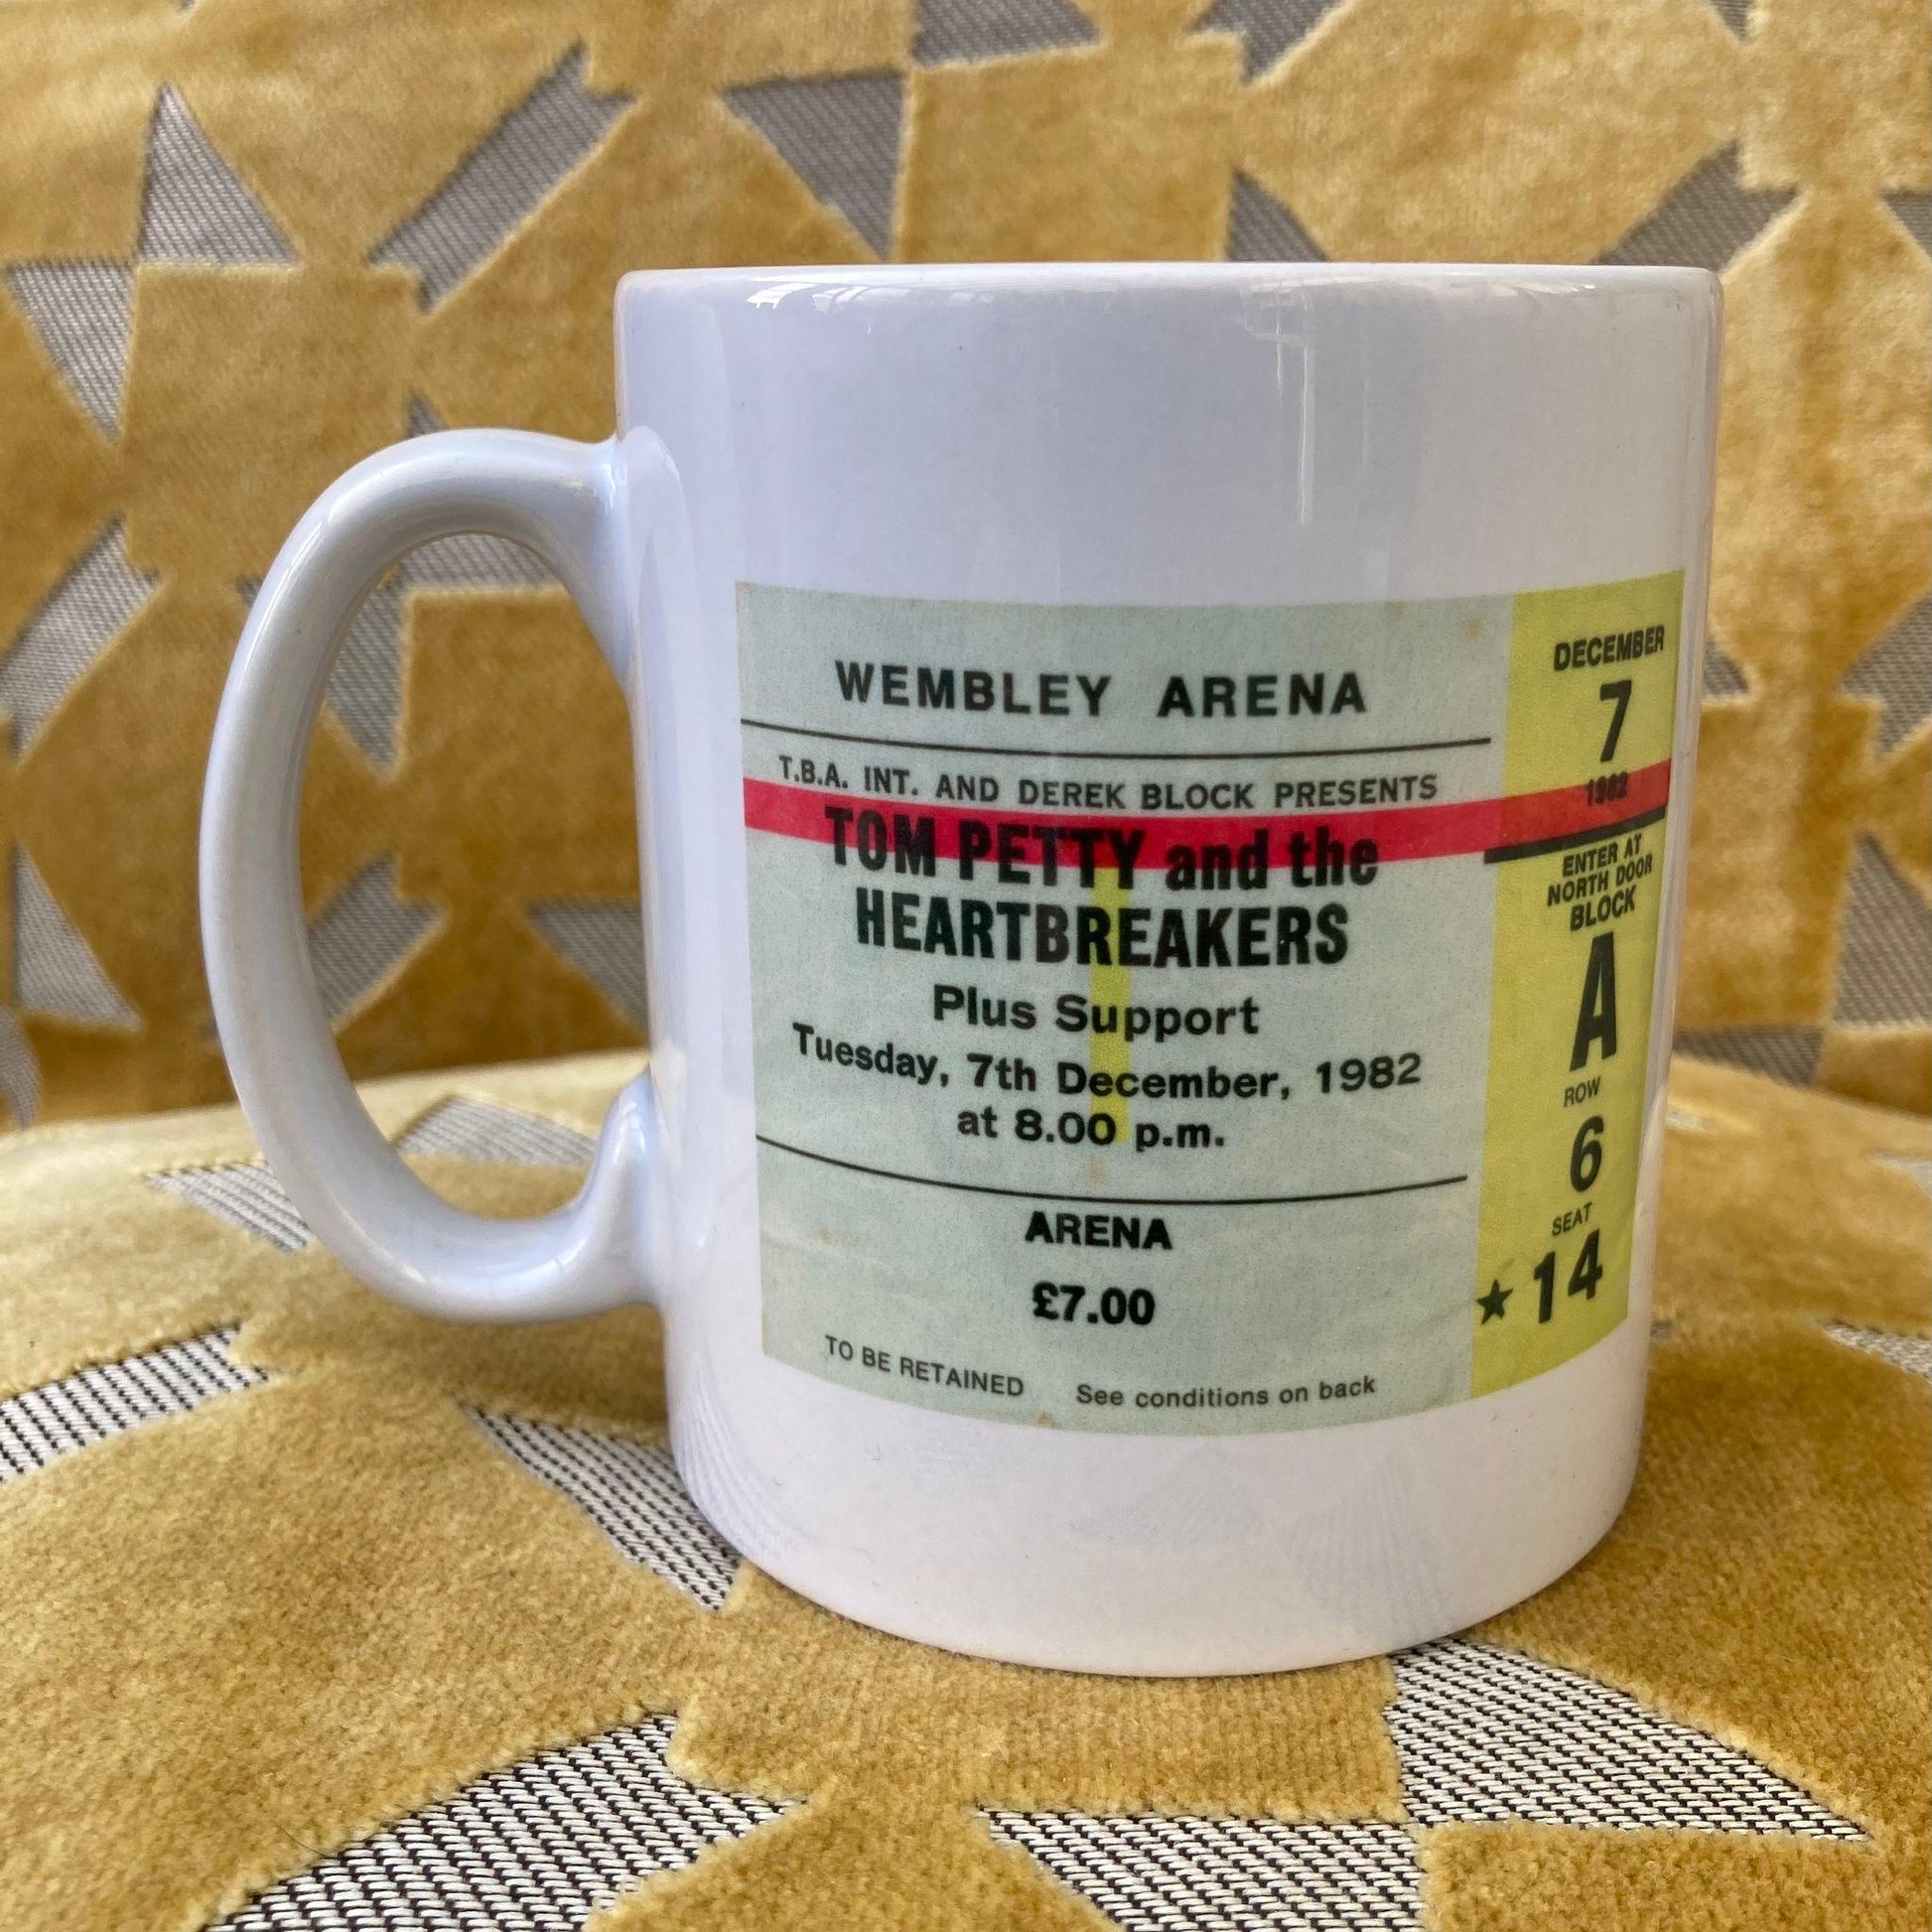 WEMBLEY ARENA
T.B.A. INT. AND DEREK BLOCK PRESENTS
TOM PETTY and the
HEARTBREAKERS
Plus Support
Tuesday, 7th December, 1982
at 8.00 p.m.
ARENA
£7.00
TO BE RETAINED See conditions on back
DECEMBER
7
1982
ENTER AT
NORTH DOOR
BLOCK
A
ROW
6
SEAT
★ 14